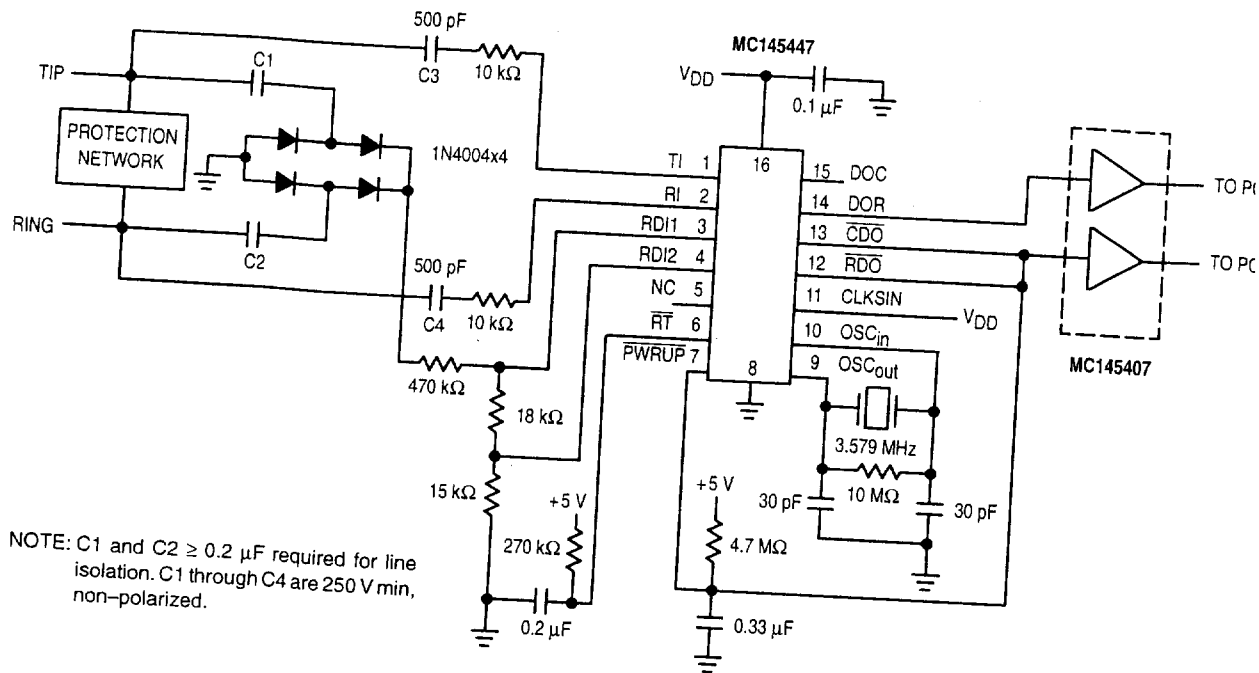 500 pF
C3
10 kΩ
C1
TIP
PROTECTION
NETWORK
1N4004x4
RING
C2
500 pF
C4
10 kΩ
470 kΩ
18 kΩ
15 kΩ
+5 V
270 kΩ
0.2 μF
MC145447
VDD
0.1 μF
TI 1
RI 2
RDI1 3
RDI2 4
NC 5
RT 6
PWRUP 7
16
8
15 DOC
14 DOR
13 CDO
12 RDO
11 CLKSIN
VDD
10 OSCin
9 OSCout
3.579 MHz
10 MΩ
30 pF
30 pF
+5 V
4.7 MΩ
0.33 μF
TO PC
TO PC
MC145407
NOTE: C1 and C2 ≥ 0.2 μF required for line
isolation. C1 through C4 are 250 V min,
non–polarized.